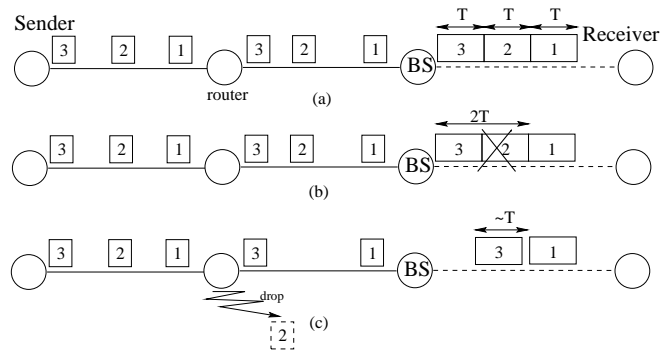 Sender
T T T
3 2 1 3 2 1 3 2 1
Receiver
BS
router
(a)
2T
3 2 1 3 2 1 3 2 1
BS
(b)
~T
3 2 1 3 1 3 1
BS
drop
2
(c)